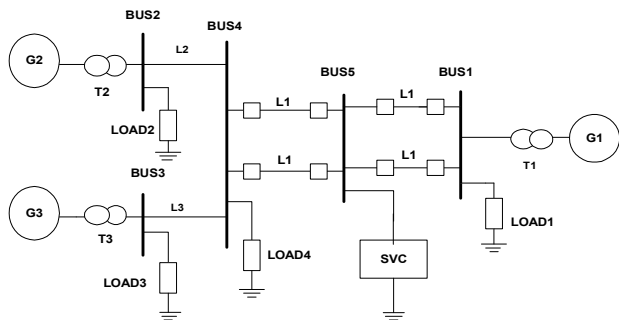 BUS2
BUS4
G2
L2
T2
LOAD2
BUS5
BUS1
L1
L1
G1
T1
L1
L1
BUS3
G3
L3
T3
LOAD3
LOAD4
SVC
LOAD1